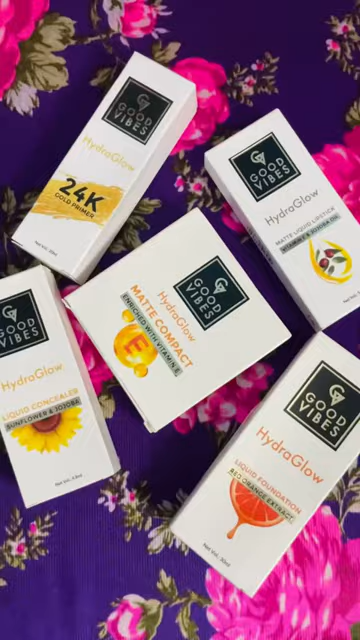 GOOD
VIBES
HydraGlow
24K
GOLD PRIMER
GOOD
VIBES
HydraGlow
MATTE LIQUID LIPSTICK
VITAMIN E & JOJOBA OIL
GOOD
VIBES
HydraGlow
MATTE COMPACT
ENRICHED WITH VITAMIN E
E
GOOD
VIBES
HydraGlow
LIQUID CONCEALER
SUNFLOWER & JOJOBA
GOOD
VIBES
HydraGlow
LIQUID FOUNDATION
RED ORANGE EXTRACT